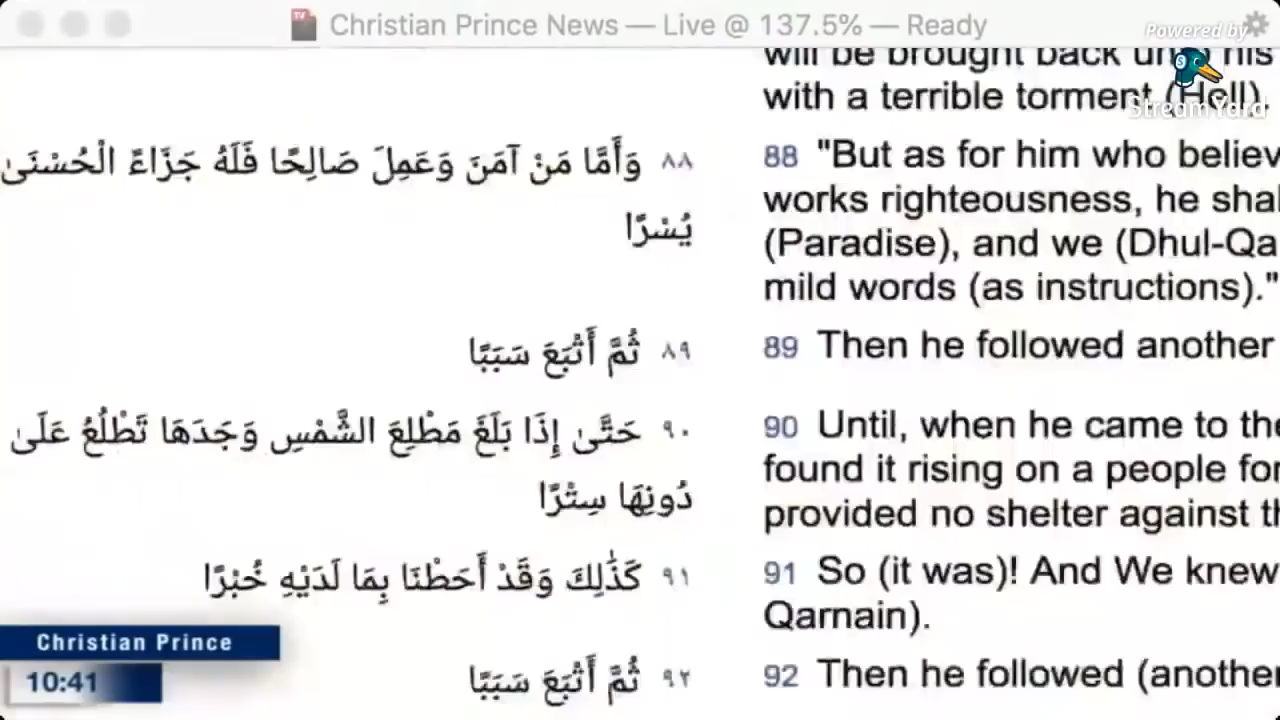 Christian Prince News — Live @ 137.5% — Ready
Powered by
StreamYard
وَأَمَّا مَنْ آمَنَ وَعَمِلَ صَالِحًا فَلَهُ جَزَاءً الْحُسْنَىٰ ٨٨
يُسْرًا
ثُمَّ أَتْبَعَ سَبَبًا ٨٩
حَتَّىٰ إِذَا بَلَغَ مَطْلِعَ الشَّمْسِ وَجَدَهَا تَطْلُعُ عَلَىٰ ٩٠
دُونِهَا سِتْرًا
كَذَٰلِكَ وَقَدْ أَحَطْنَا بِمَا لَدَيْهِ خُبْرًا ٩١
ثُمَّ أَتْبَعَ سَبَبًا ٩٢
will be brought back un his
with a terrible torment (Hell)
88 "But as for him who believ
works righteousness, he shal
(Paradise), and we (Dhul-Qa
mild words (as instructions)."
89 Then he followed another
90 Until, when he came to the
found it rising on a people for
provided no shelter against th
91 So (it was)! And We knew
Qarnain).
92 Then he followed (another
Christian Prince
10:41